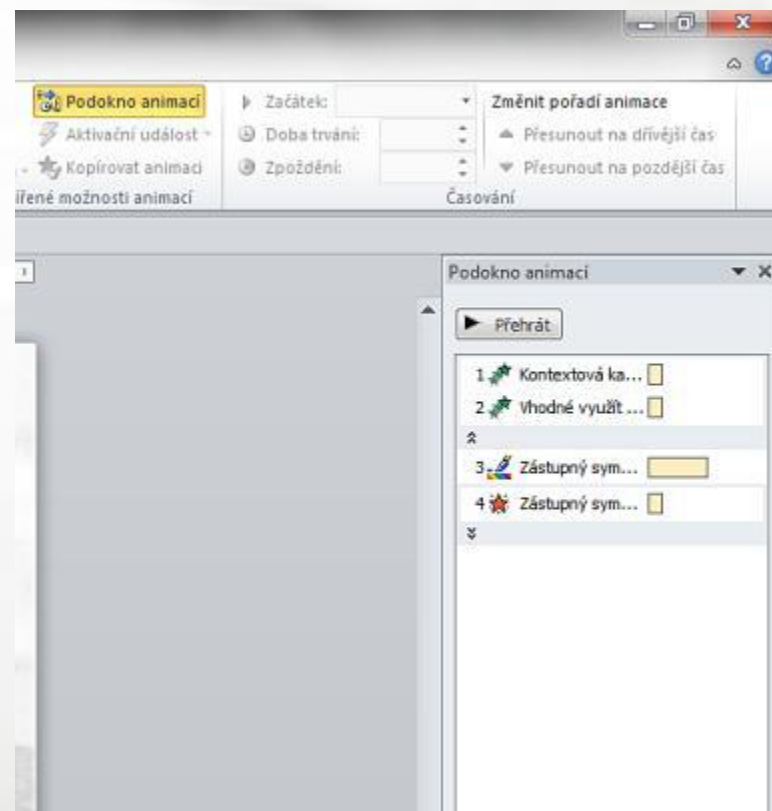 Podokno animací
Začátek:
Změnit pořadí animace
Aktivační událost
Doba trvání:
Přesunout na dřívější čas
Kopírovat animaci
Zpoždění:
Přesunout na pozdější čas
ířené možnosti animací
Časování
Podokno animací
Přehrát
1 Kontextová ka...
2 Vhodné využít ...
3 Zástupný sym...
4 Zástupný sym...